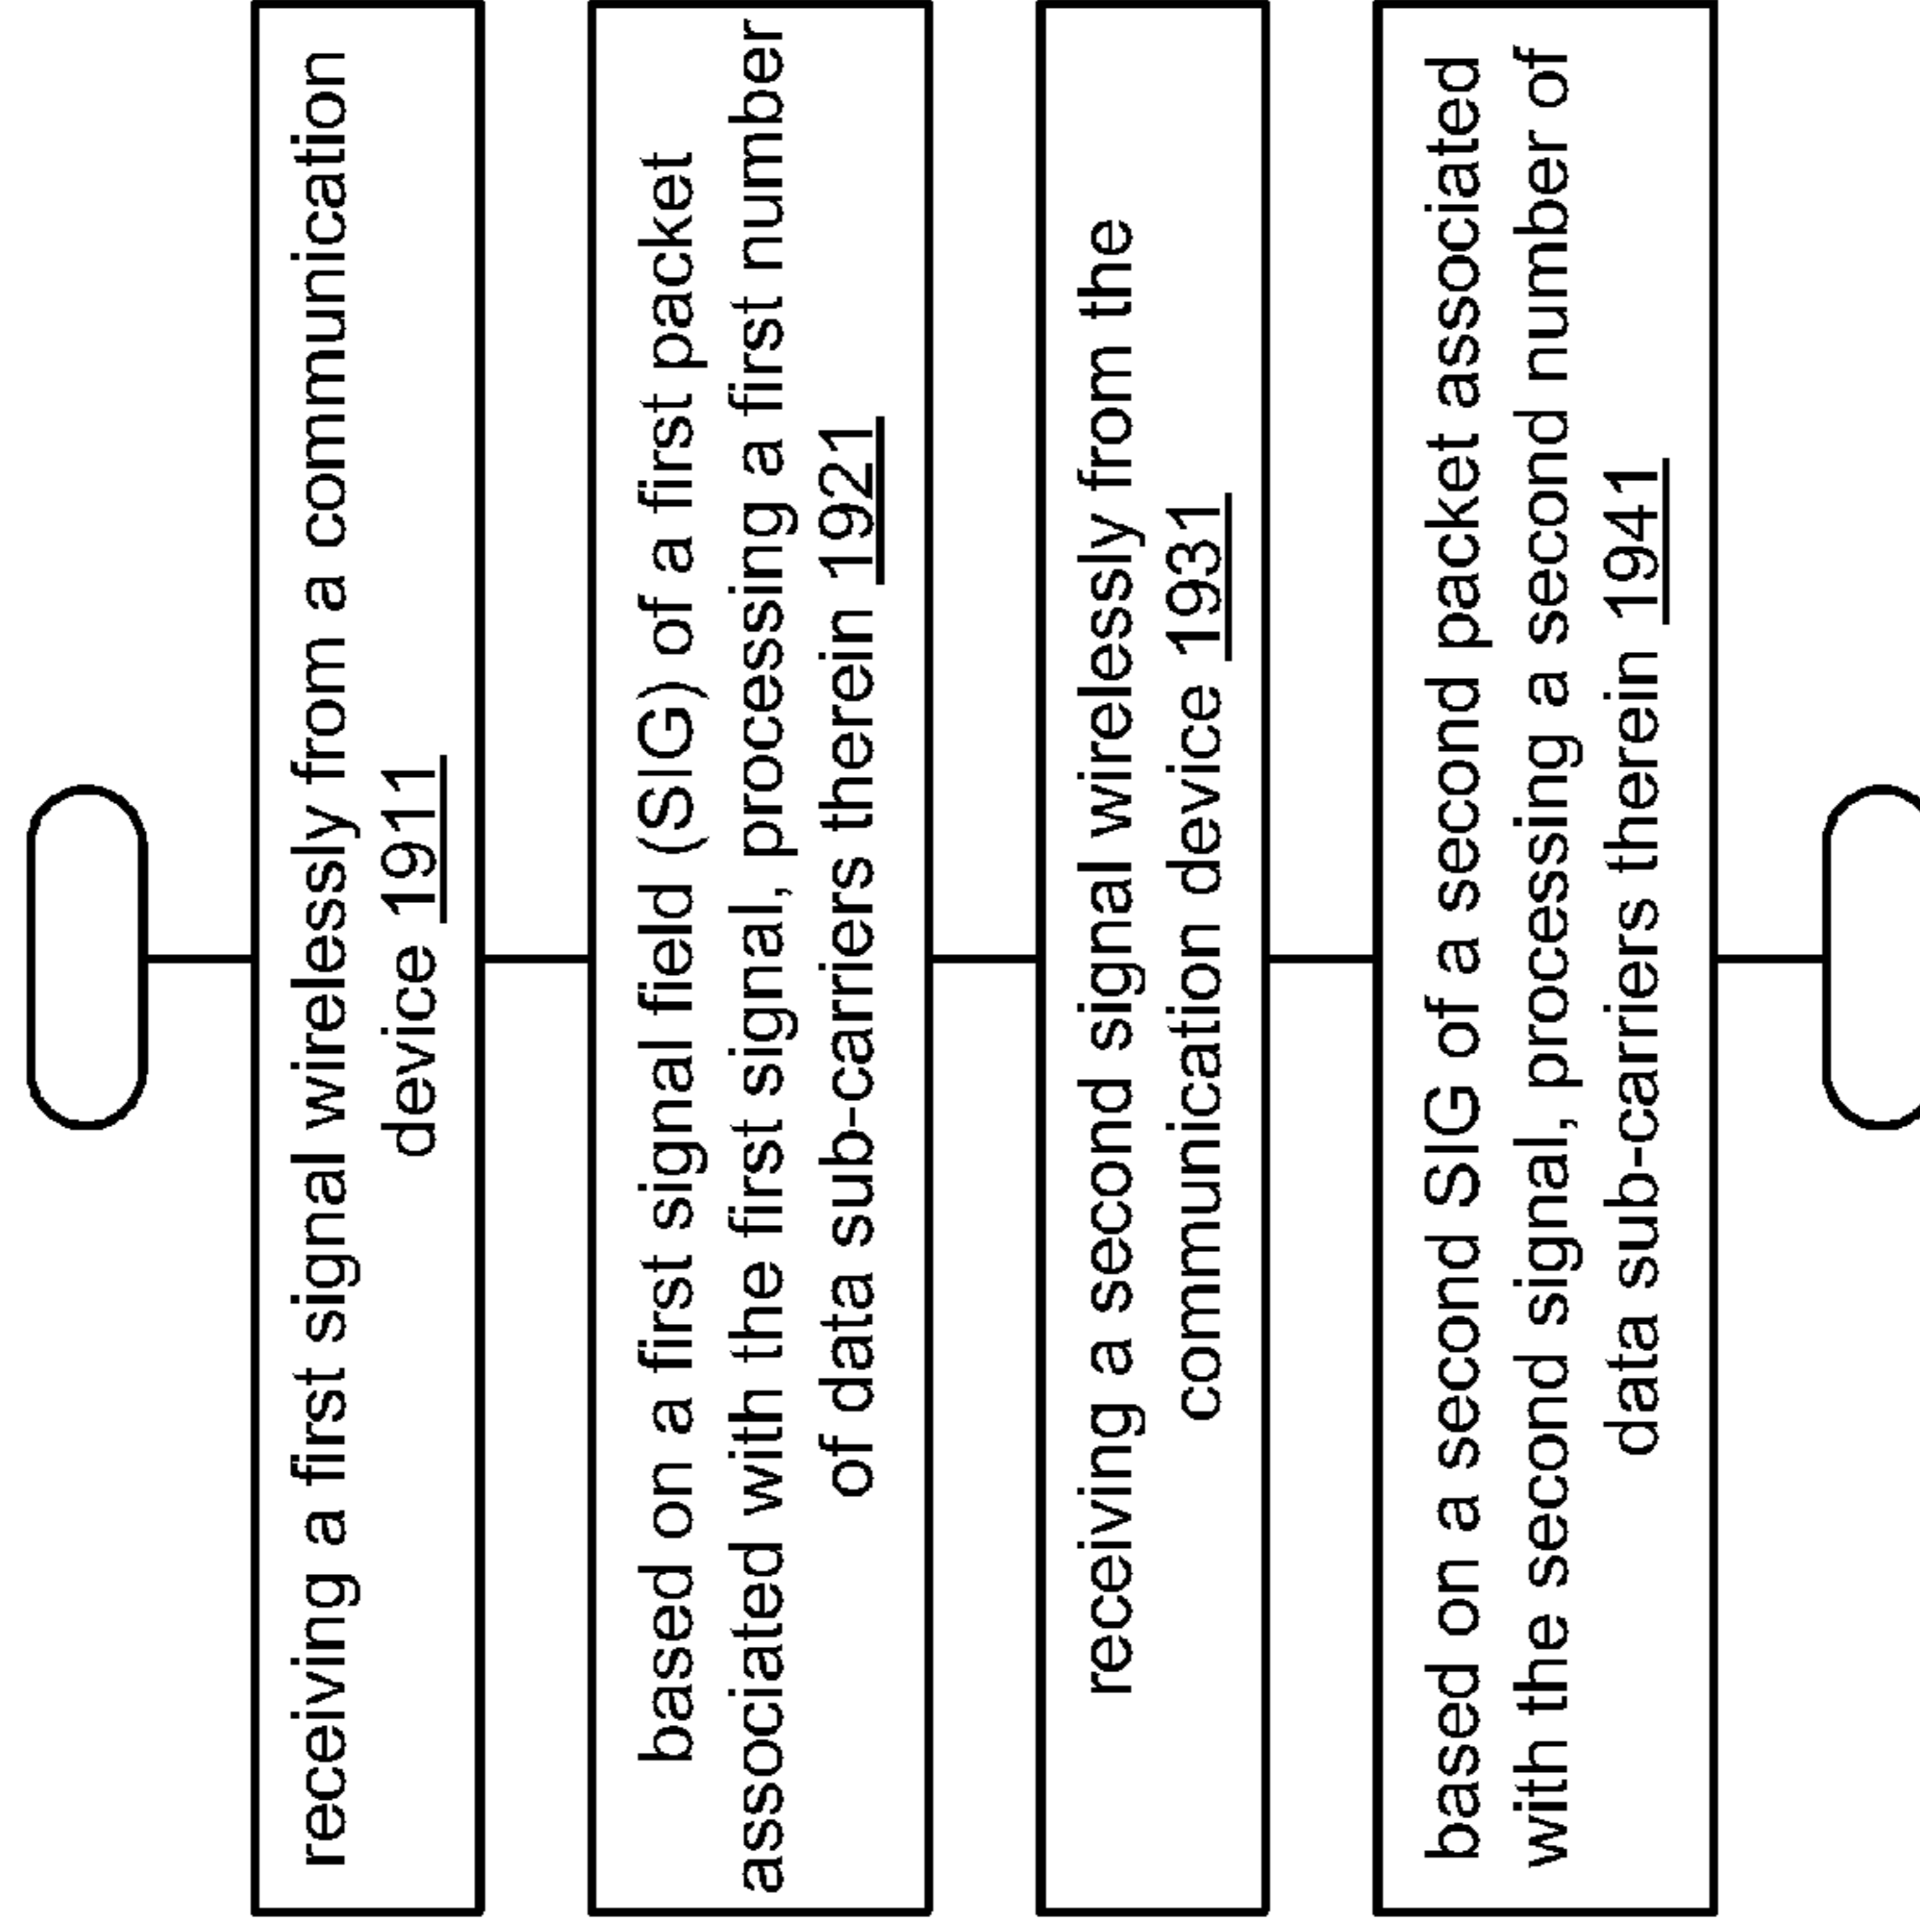 receiving a first signal wirelessly from a communication
device 1911
based on a first signal field (SIG) of a first packet
associated with the first signal, processing a first number
of data sub-carriers therein 1921
receiving a second signal wirelessly from the
communication device 1931
based on a second SIG of a second packet associated
with the second signal, processing a second number of
data sub-carriers therein 1941